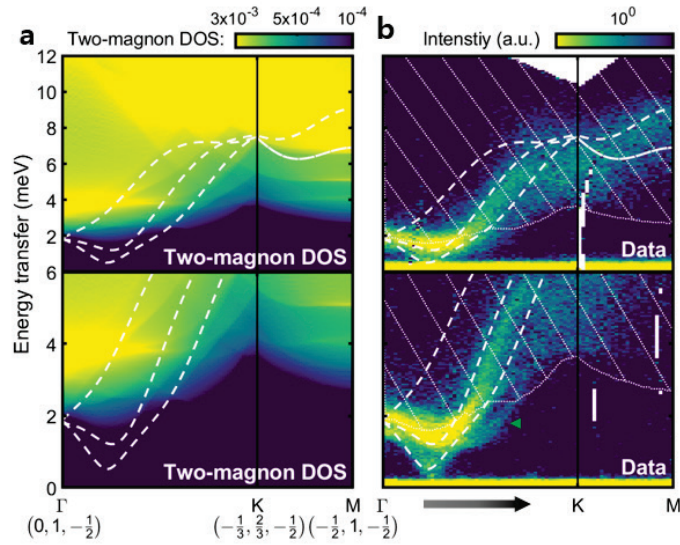 a
3x10⁻³ 5x10⁻⁴ 10⁻⁴
Two-magnon DOS:
12
10
8
6
4
2
0
Two-magnon DOS
6
4
2
0
Two-magnon DOS
Energy transfer (meV)
Γ
(0, 1, −1/2)
K
(−1/3, 2/3, −1/2)
M
(−1/2, 1, −1/2)
b
10⁰
Intenstiy (a.u.)
Data
Data
Γ
K
M